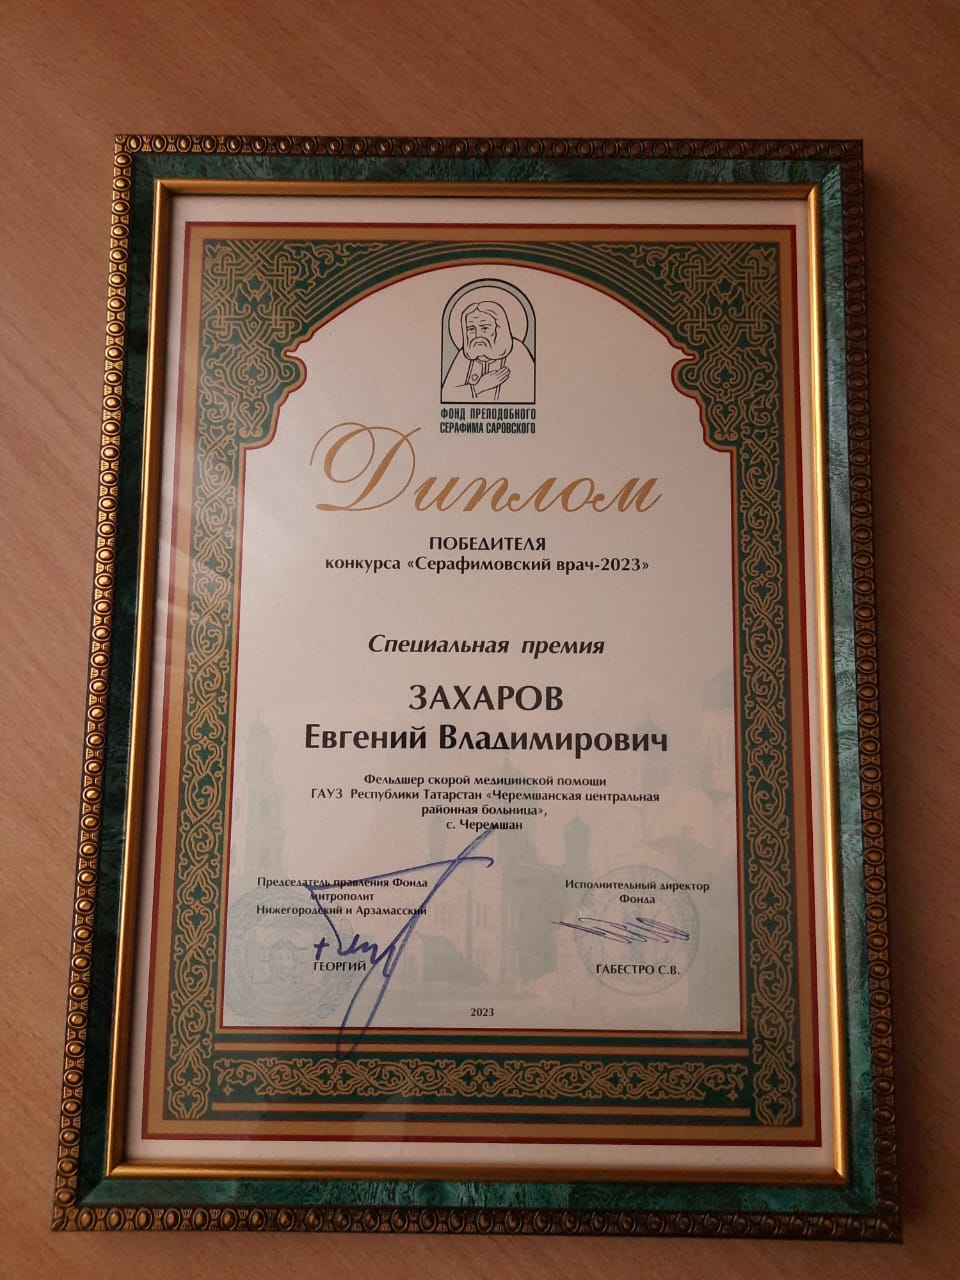 ФОНД ПРЕПОДОБНОГО
СЕРАФИМА САРОВСКОГО
Диплом
ПОБЕДИТЕЛЯ
конкурса «Серафимовский врач-2023»
Специальная премия
ЗАХАРОВ
Евгений Владимирович
Фельдшер скорой медицинской помоши
ГАУЗ Республики Татарстан «Черемшанская центральная
районная больница»,
с. Черемшан
Председатель правления Фонда
митрополит
Нижегородский и Арзамасский
ГЕОРГИЙ
Исполнительный директор
Фонда
ГАБЕСТРО С.В.
2023